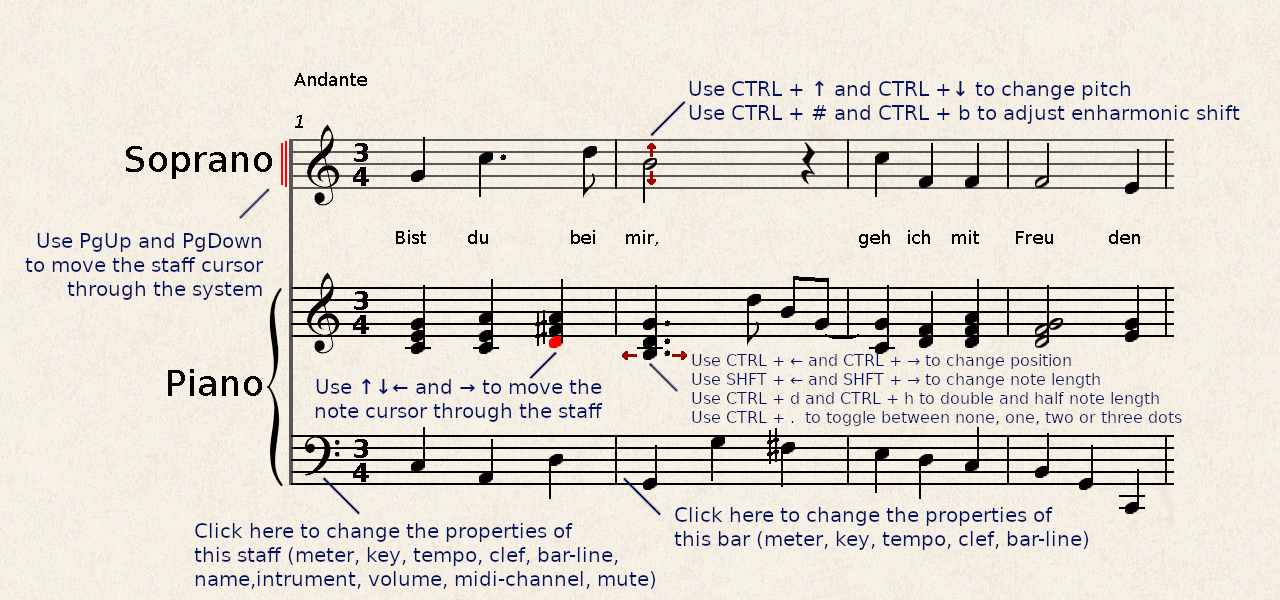 Andante
Use CTRL + ↑ and CTRL +↓ to change pitch
Use CTRL + # and CTRL + b to adjust enharmonic shift
1
Soprano
3
4
Use PgUp and PgDown
to move the staff cursor
through the system
Bist du bei mir, geh ich mit Freu den
3
4
Piano
Use ↑↓← and → to move the
note cursor through the staff
Use CTRL + ← and CTRL + → to change position
Use SHFT + ← and SHFT + → to change note length
Use CTRL + d and CTRL + h to double and half note length
Use CTRL + . to toggle between none, one, two or three dots
3
4
Click here to change the properties of
this staff (meter, key, tempo, clef, bar-line,
name,intrument, volume, midi-channel, mute)
Click here to change the properties of
this bar (meter, key, tempo, clef, bar-line)